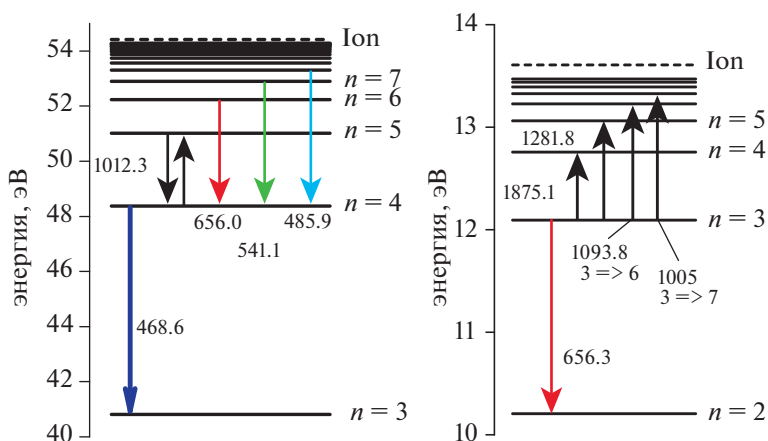 энергия, эВ
54
52
50
48
46
44
42
40
Ion
n = 7
n = 6
n = 5
n = 4
n = 3
1012.3
656.0
541.1
485.9
468.6
энергия, эВ
14
13
12
11
10
Ion
n = 5
n = 4
n = 3
n = 2
1281.8
1875.1
1093.8
3 => 6
1005
3 => 7
656.3